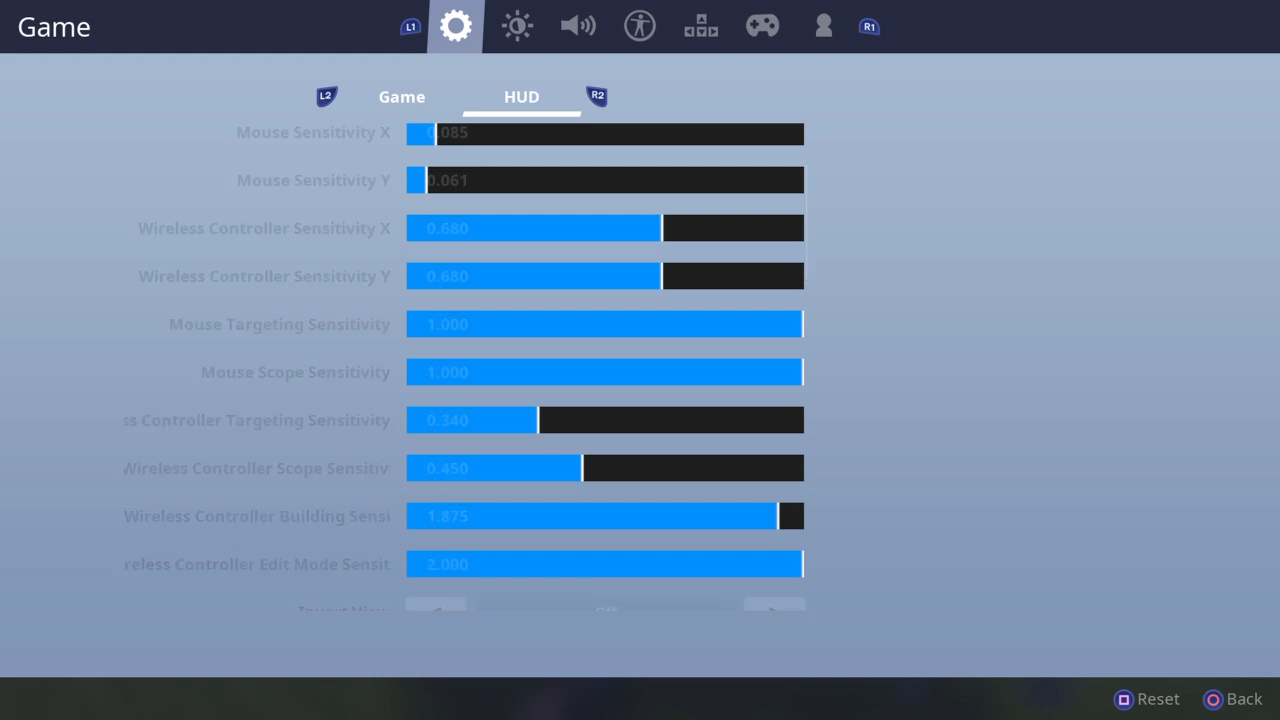 Game
L1
R1
L2
Game
HUD
R2
Mouse Sensitivity X
0.085
Mouse Sensitivity Y
0.061
Wireless Controller Sensitivity X
0.680
Wireless Controller Sensitivity Y
0.680
Mouse Targeting Sensitivity
1.000
Mouse Scope Sensitivity
1.000
ss Controller Targeting Sensitivity
0.340
Wireless Controller Scope Sensitiv
0.450
Wireless Controller Building Sensi
1.875
reless Controller Edit Mode Sensit
2.000
Invert View
Off
Reset
Back